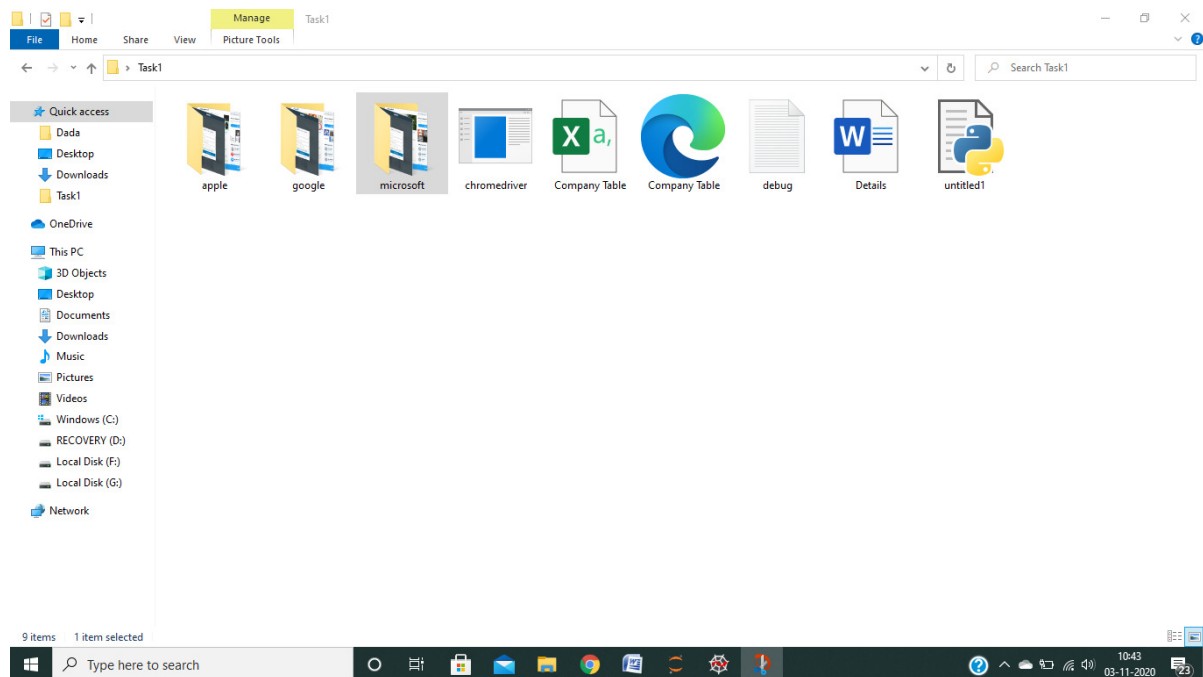 Manage
Task1
File
Home
Share
View
Picture Tools
Task1
Search Task1
Quick access
Dada
Desktop
Downloads
Task1
OneDrive
This PC
3D Objects
Desktop
Documents
Downloads
Music
Pictures
Videos
Windows (C:)
RECOVERY (D:)
Local Disk (F:)
Local Disk (G:)
Network
apple
google
microsoft
chromedriver
X a,
Company Table
Company Table
debug
W
Details
untitled1
9 items
1 item selected
Type here to search
10:43
03-11-2020
23